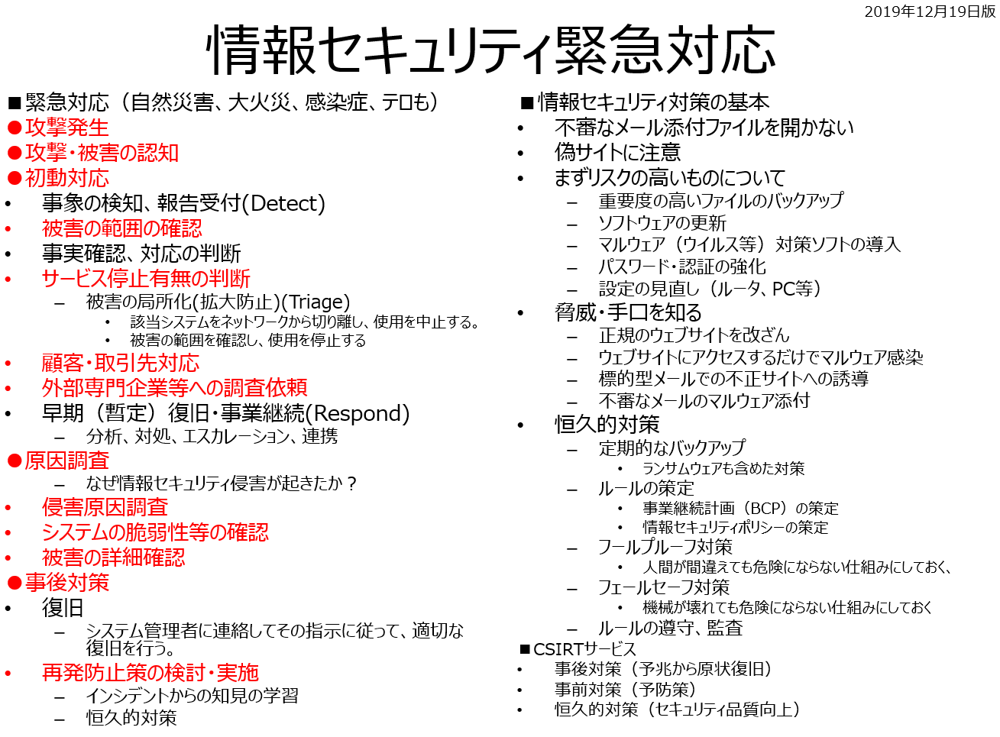 2019年12月19日版
情報セキュリティ緊急対応
■緊急対応（自然災害、大火災、感染症、テロも）
●攻撃発生
●攻撃・被害の認知
●初動対応
• 事象の検知、報告受付(Detect)
• 被害の範囲の確認
• 事実確認、対応の判断
• サービス停止有無の判断
– 被害の局所化(拡大防止)(Triage)
• 該当システムをネットワークから切り離し、使用を中止する。
• 被害の範囲を確認し、使用を停止する
• 顧客・取引先対応
• 外部専門企業等への調査依頼
• 早期（暫定）復旧・事業継続(Respond)
– 分析、対処、エスカレーション、連携
●原因調査
– なぜ情報セキュリティ侵害が起きたか？
• 侵害原因調査
• システムの脆弱性等の確認
• 被害の詳細確認
●事後対策
• 復旧
– システム管理者に連絡してその指示に従って、適切な
復旧を行う。
• 再発防止策の検討・実施
– インシデントからの知見の学習
– 恒久的対策
■情報セキュリティ対策の基本
• 不審なメール添付ファイルを開かない
• 偽サイトに注意
• まずリスクの高いものについて
– 重要度の高いファイルのバックアップ
– ソフトウェアの更新
– マルウェア（ウイルス等）対策ソフトの導入
– パスワード・認証の強化
– 設定の見直し（ルータ、PC等）
• 脅威・手口を知る
– 正規のウェブサイトを改ざん
– ウェブサイトにアクセスするだけでマルウェア感染
– 標的型メールでの不正サイトへの誘導
– 不審なメールのマルウェア添付
• 恒久的対策
– 定期的なバックアップ
• ランサムウェアも含めた対策
– ルールの策定
• 事業継続計画（BCP）の策定
• 情報セキュリティポリシーの策定
– フールプルーフ対策
• 人間が間違えても危険にならない仕組みにしておく、
– フェールセーフ対策
• 機械が壊れても危険にならない仕組みにしておく
– ルールの遵守、監査
■CSIRTサービス
• 事後対策（予兆から原状復旧）
• 事前対策（予防策）
• 恒久的対策（セキュリティ品質向上）